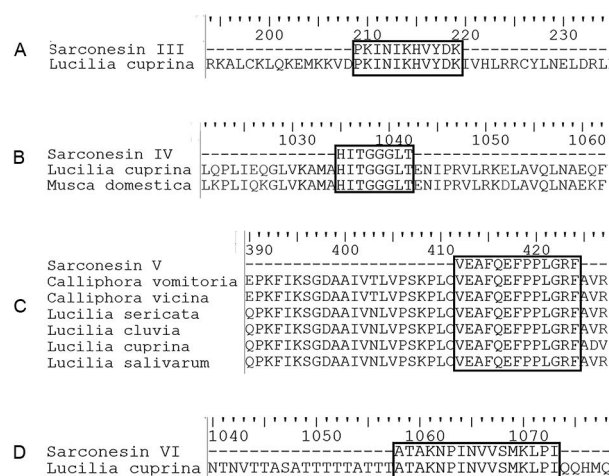 A
200 210 220 230
Sarconesin III ---------------PKINIKHVYDK---------------
Lucilia cuprina RKALCKLQKEMKKVDPKINIKHVYDKIVHLRRCYLNELDRL
B
1030 1040 1050 1060
Sarconesin IV --------------HITGGGLT--------------------
Lucilia cuprina LQPLIEQGLVKAMAHITGGGLTENIPRVLRKELAVQLNAEQF
Musca domestica LKPLIQKGLVKAMAHITGGGLTENIPRVLRKDLAVQLNAEKF
C
390 400 410 420
Sarconesin V ----------------------VEAFQEFPPLGRF---
Calliphora vomitoria EPKFIKSGDAAIVTLVPSKPLCVEAFQEFPPLGRFAVR
Calliphora vicina EPKFIKSGDAAIVTLVPSKPLCVEAFQEFPPLGRFAVR
Lucilia sericata QPKFIKSGDAAIVNLVPSKPLCVEAFQEFPPLGRFAVR
Lucilia cluvia QPKFIKSGDAAIVNLVPSKPLCVEAFQEFPPLGRFAVR
Lucilia cuprina QPKFIKSGDAAIVNLVPSKPLCVEAFQEFPPLGRFADV
Lucilia salivarum QPKFIKSGDAAIVNLVPSKPLCVEAFQEFPPLGRFAVR
D
1040 1050 1060 1070
Sarconesin VI ------------------ATAKNPINVVSMKLPI-----
Lucilia cuprina NTNVTTASATTTTTATTTATAKNPINVVSMKLPIQQHMQ